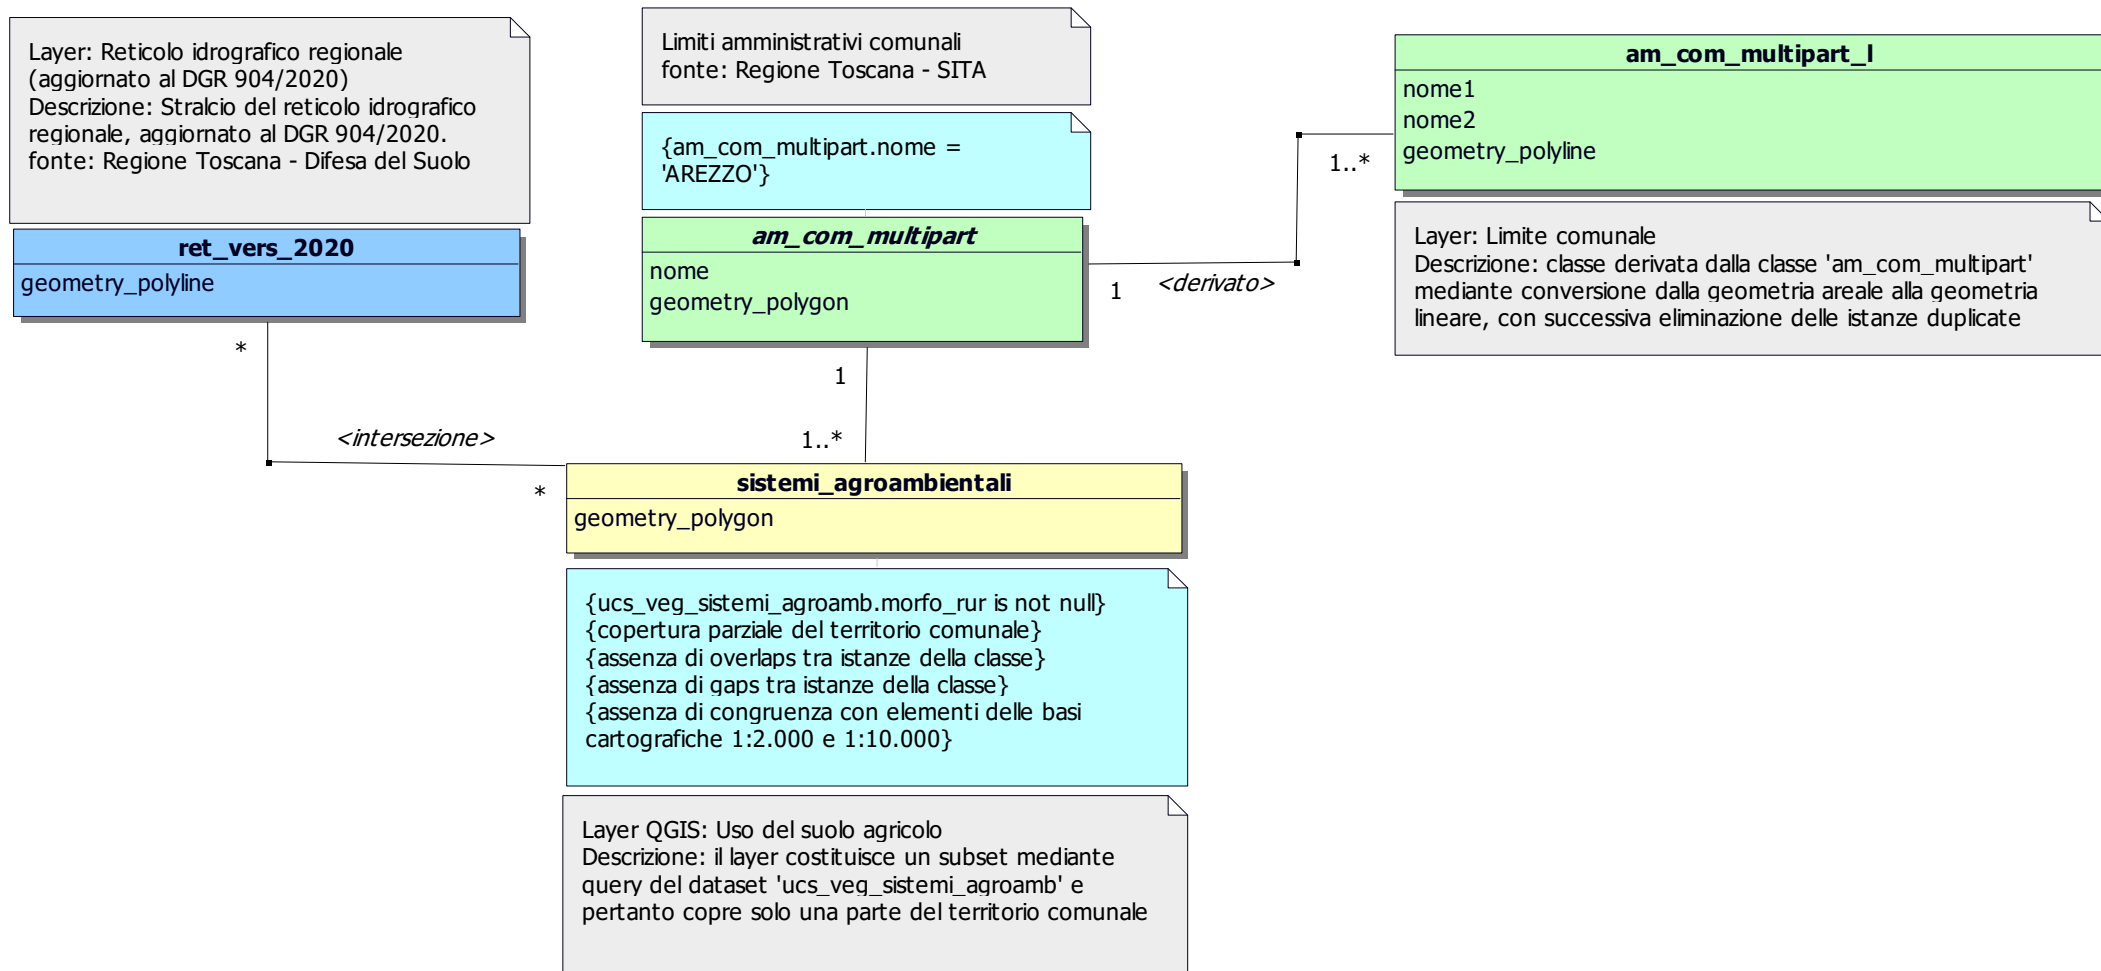 Layer: Reticolo idrografico regionale
(aggiornato al DGR 904/2020)
Descrizione: Stralcio del reticolo idrografico
regionale, aggiornato al DGR 904/2020.
fonte: Regione Toscana - Difesa del Suolo
ret_vers_2020
geometry_polyline
*
<intersezione>
*
Limiti amministrativi comunali
fonte: Regione Toscana - SITA
{am_com_multipart.nome =
'AREZZO'}
am_com_multipart
nome
geometry_polygon
1
<derivato>
1..*
am_com_multipart_l
nome1
nome2
geometry_polyline
Layer: Limite comunale
Descrizione: classe derivata dalla classe 'am_com_multipart'
mediante conversione dalla geometria areale alla geometria
lineare, con successiva eliminazione delle istanze duplicate
1
1..*
sistemi_agroambientali
geometry_polygon
{ucs_veg_sistemi_agroamb.morfo_rur is not null}
{copertura parziale del territorio comunale}
{assenza di overlaps tra istanze della classe}
{assenza di gaps tra istanze della classe}
{assenza di congruenza con elementi delle basi
cartografiche 1:2.000 e 1:10.000}
Layer QGIS: Uso del suolo agricolo
Descrizione: il layer costituisce un subset mediante
query del dataset 'ucs_veg_sistemi_agroamb' e
pertanto copre solo una parte del territorio comunale